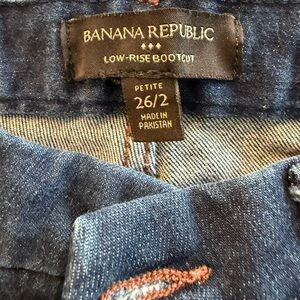 BANANA REPUBLIC
LOW-RISE BOOTCUT
PETITE
26/2
MADE IN
PAKISTAN